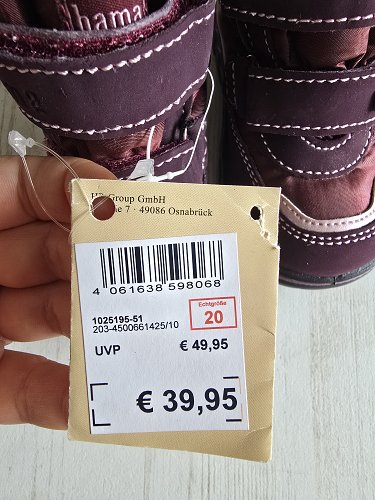 bama
Group GmbH
7 · 49086 Osnabrück
4 061638 598068
1025195-51
203-4500661425/10
Echtgröße
20
UVP € 49,95
€ 39,95